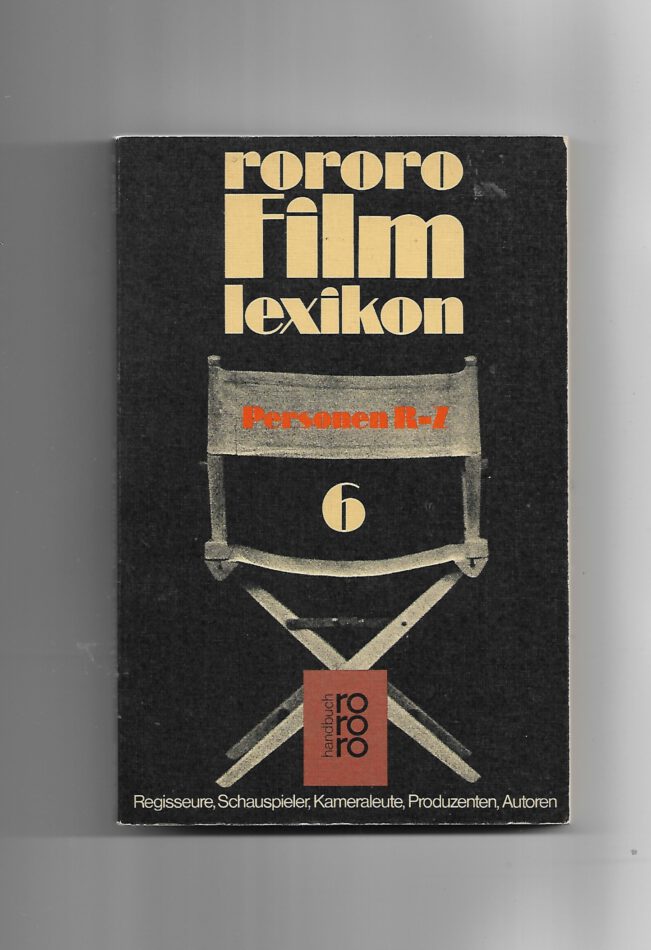 rororo
Film
lexikon
Personen R-Z
6
handbuch
ro
ro
ro
Regisseure, Schauspieler, Kameraleute, Produzenten, Autoren